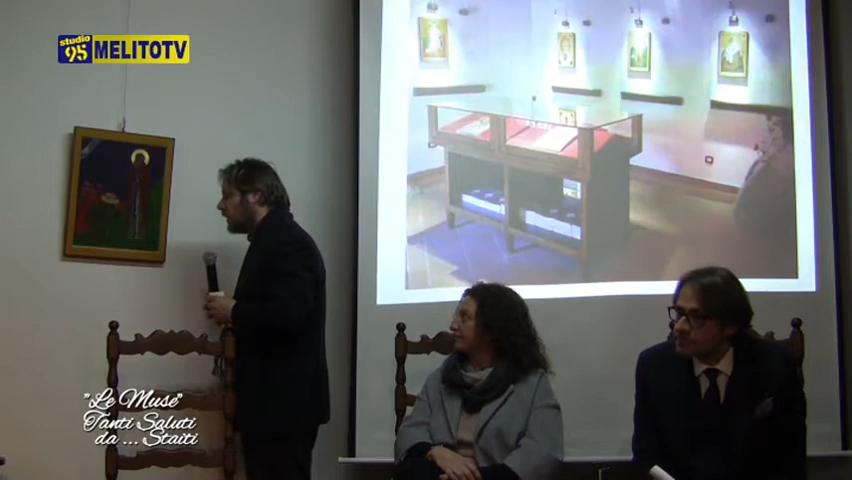 studio
95 MELITOTV
"Le Muse"
Tanti Saluti
da ... Staiti